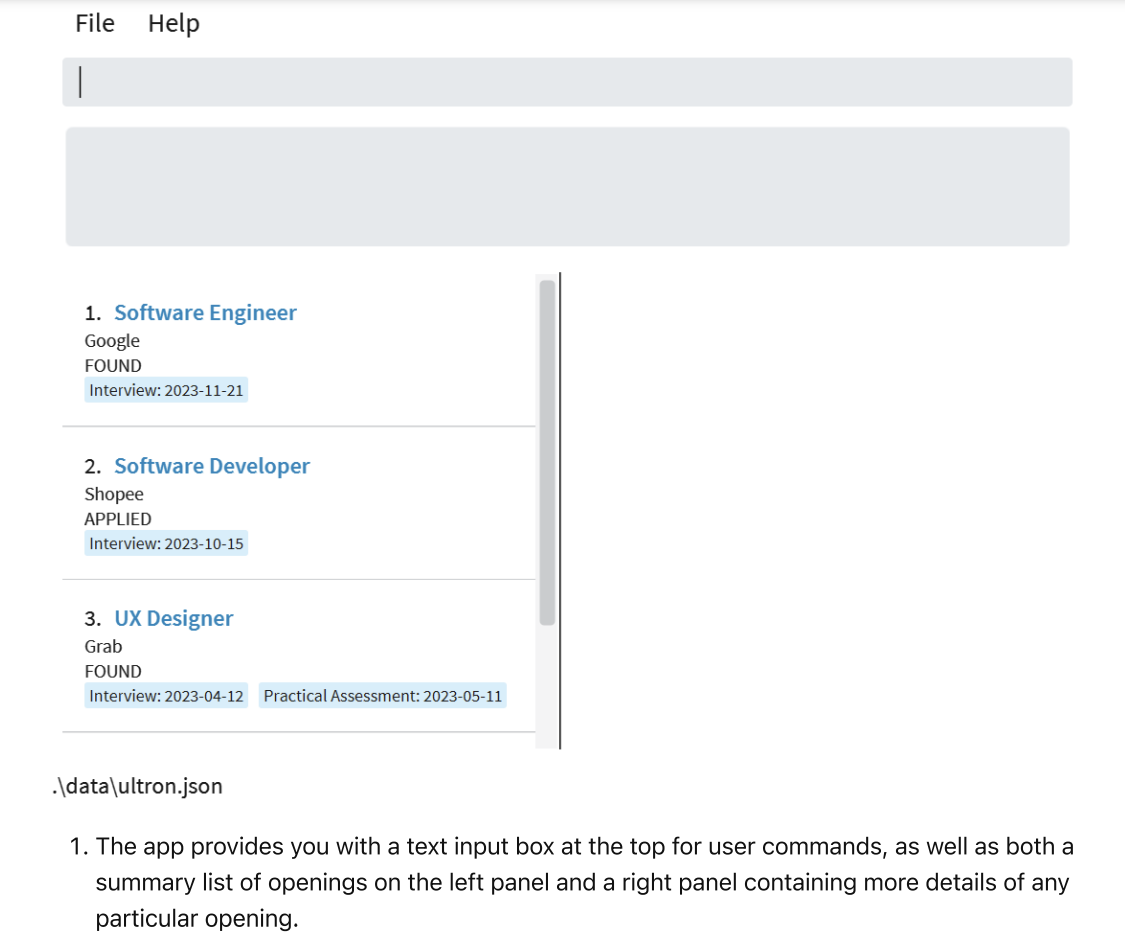 File Help
1. Software Engineer
Google
FOUND
Interview: 2023-11-21
2. Software Developer
Shopee
APPLIED
Interview: 2023-10-15
3. UX Designer
Grab
FOUND
Interview: 2023-04-12 Practical Assessment: 2023-05-11
.\data\ultron.json
1. The app provides you with a text input box at the top for user commands, as well as both a
summary list of openings on the left panel and a right panel containing more details of any
particular opening.